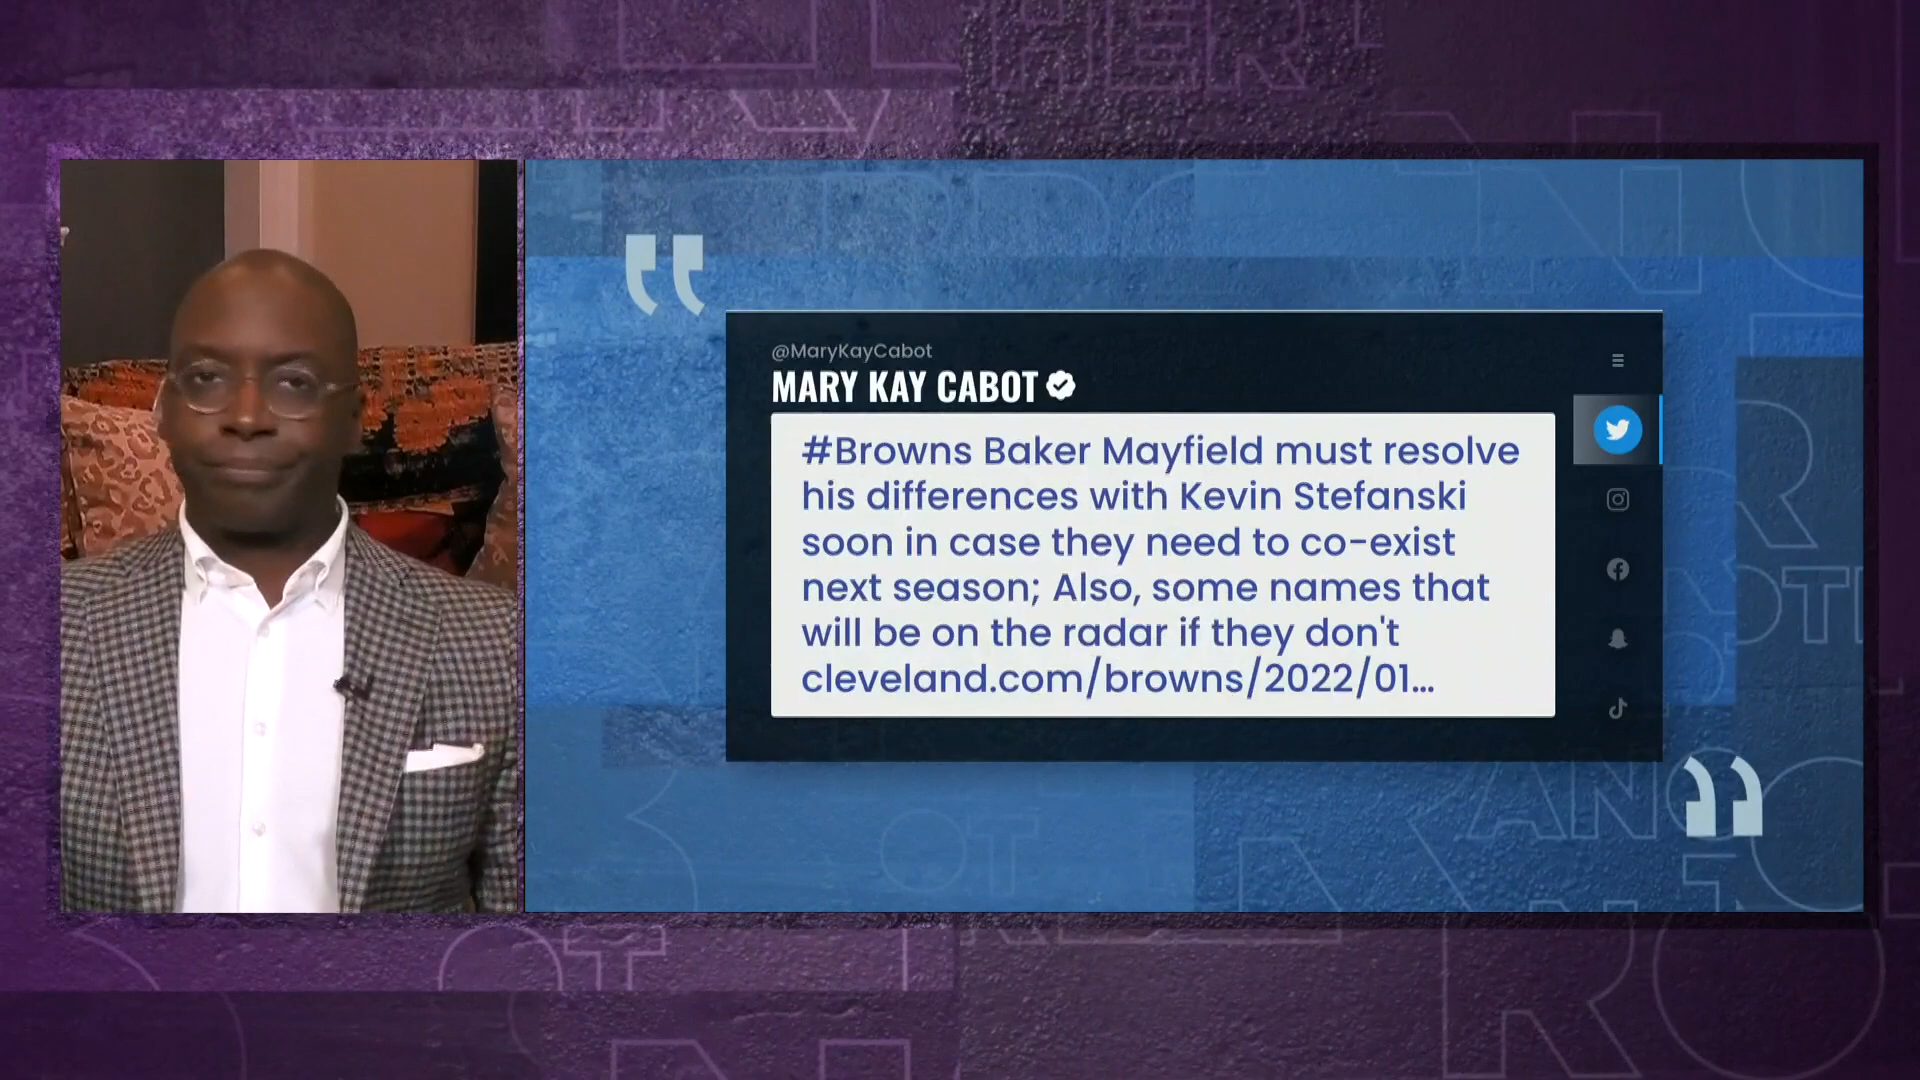 @MaryKayCabot
MARY KAY CABOT
#Browns Baker Mayfield must resolve
his differences with Kevin Stefanski
soon in case they need to co-exist
next season; Also, some names that
will be on the radar if they don't
cleveland.com/browns/2022/01...